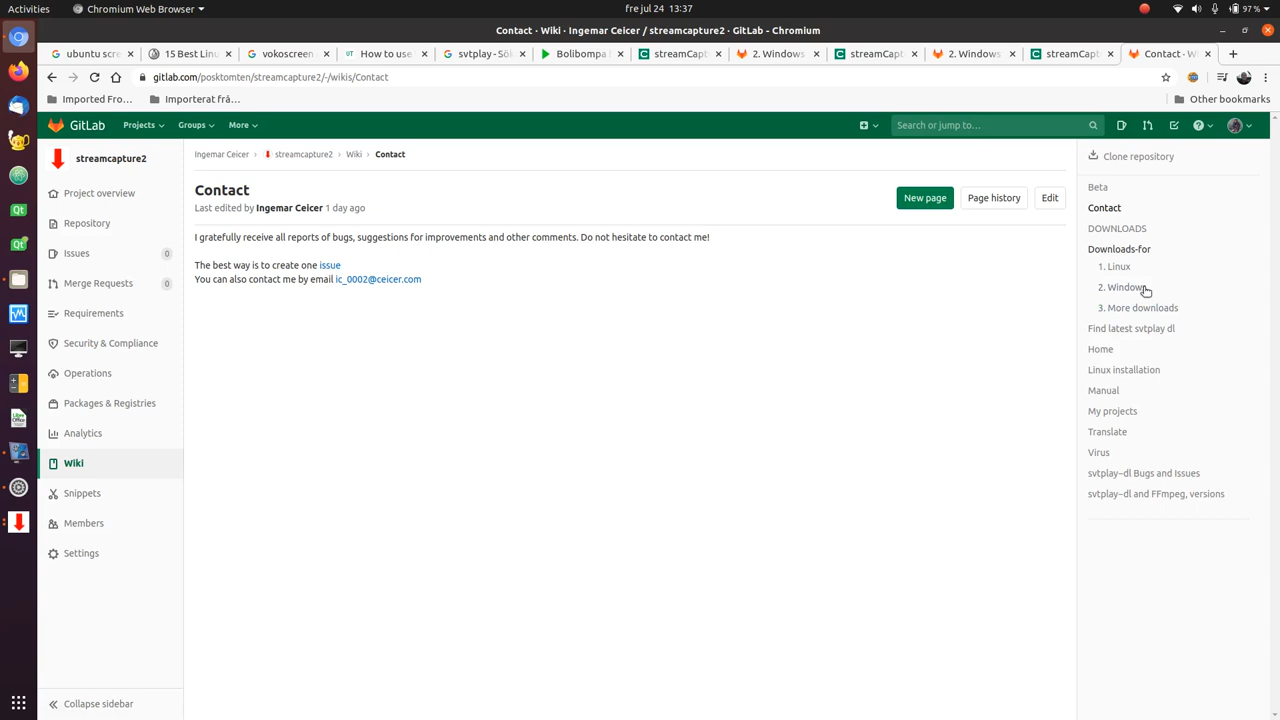 Activities
Chromium Web Browser
fre jul 24 13:37
97 %
Contact · Wiki · Ingemar Ceicer / streamcapture2 · GitLab - Chromium
ubuntu scre
15 Best Linu
vokoscreen
How to use
svtplay - Sök
Bolibompa
streamCapt
2. Windows
streamCapt
2. Windows
streamCapt
Contact - Wi
gitlab.com/posktomten/streamcapture2/-/wikis/Contact
Imported Fro...
Importerat frå...
Other bookmarks
GitLab
Projects
Groups
More
Search or jump to...
streamcapture2
Project overview
Repository
Issues 0
Merge Requests 0
Requirements
Security & Compliance
Operations
Packages & Registries
Analytics
Wiki
Snippets
Members
Settings
Collapse sidebar
Ingemar Ceicer > streamcapture2 > Wiki > Contact
Contact
Last edited by Ingemar Ceicer 1 day ago
New page
Page history
Edit
I gratefully receive all reports of bugs, suggestions for improvements and other comments. Do not hesitate to contact me!
The best way is to create one issue
You can also contact me by email ic_0002@ceicer.com
Clone repository
Beta
Contact
DOWNLOADS
Downloads-for
1. Linux
2. Windows
3. More downloads
Find latest svtplay dl
Home
Linux installation
Manual
My projects
Translate
Virus
svtplay-dl Bugs and Issues
svtplay-dl and FFmpeg, versions